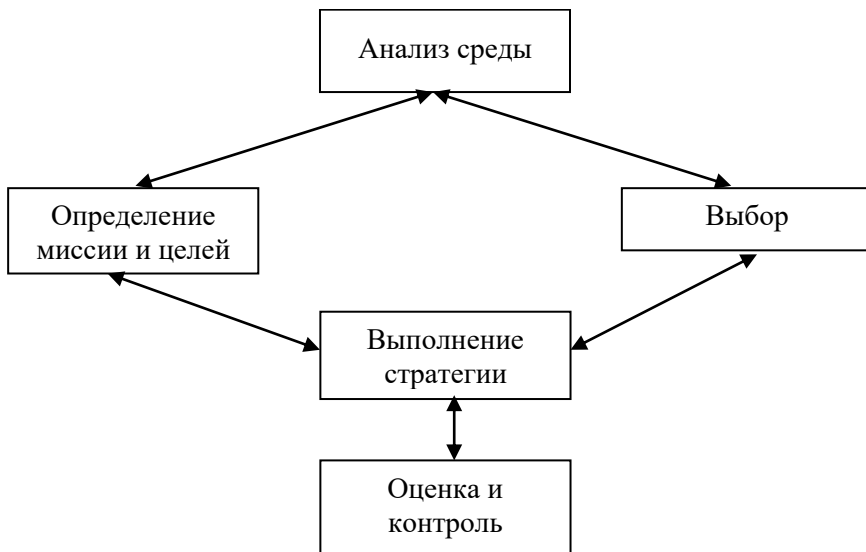 Анализ среды
Определение
миссии и целей
Выбор
Выполнение
стратегии
Оценка и
контроль